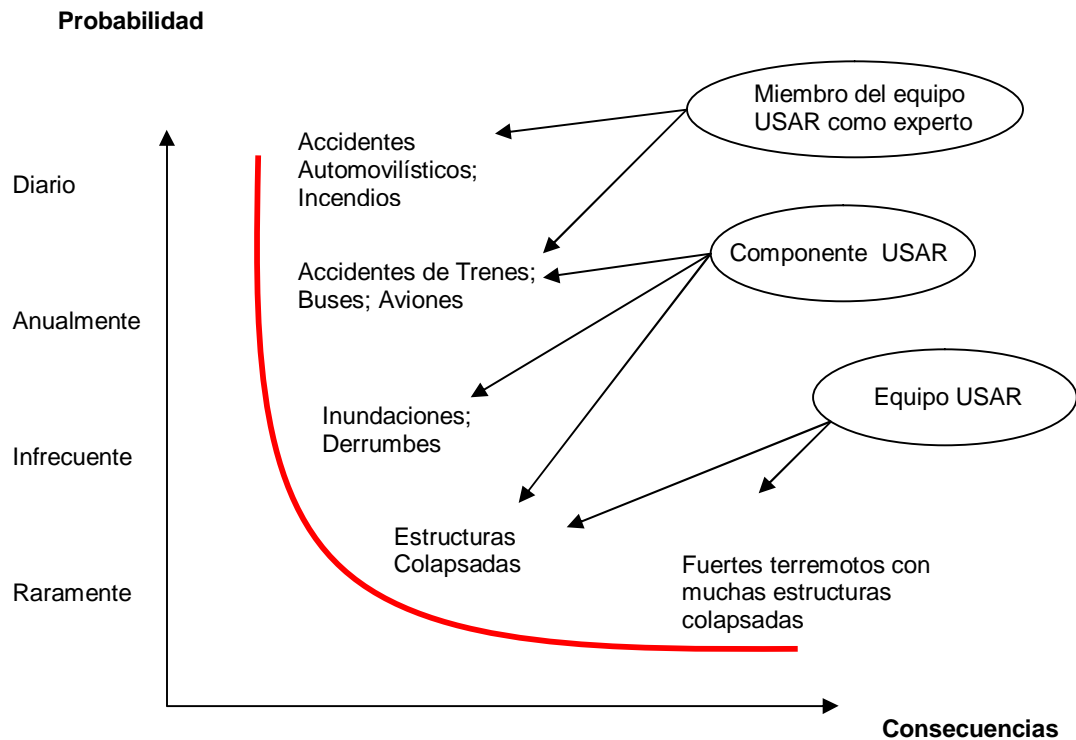 Probabilidad
Miembro del equipo
USAR como experto
Accidentes
Automovilísticos;
Incendios
Diario
Componente USAR
Accidentes de Trenes;
Buses; Aviones
Anualmente
Equipo USAR
Inundaciones;
Derrumbes
Infrecuente
Estructuras
Colapsadas
Fuertes terremotos con
muchas estructuras
colapsadas
Raramente
Consecuencias